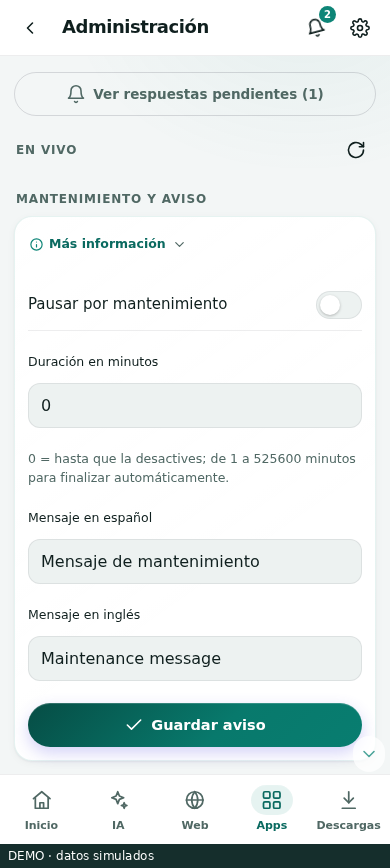 Administración
2
Ver respuestas pendientes (1)
EN VIVO
MANTENIMIENTO Y AVISO
Más información
Pausar por mantenimiento
Duración en minutos
0
0 = hasta que la desactives; de 1 a 525600 minutos
para finalizar automáticamente.
Mensaje en español
Mensaje de mantenimiento
Mensaje en inglés
Maintenance message
Guardar aviso
Inicio
IA
Web
Apps
Descargas
DEMO · datos simulados